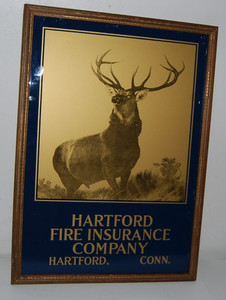 HARTFORD
FIRE INSURANCE
COMPANY
HARTFORD, CONN.